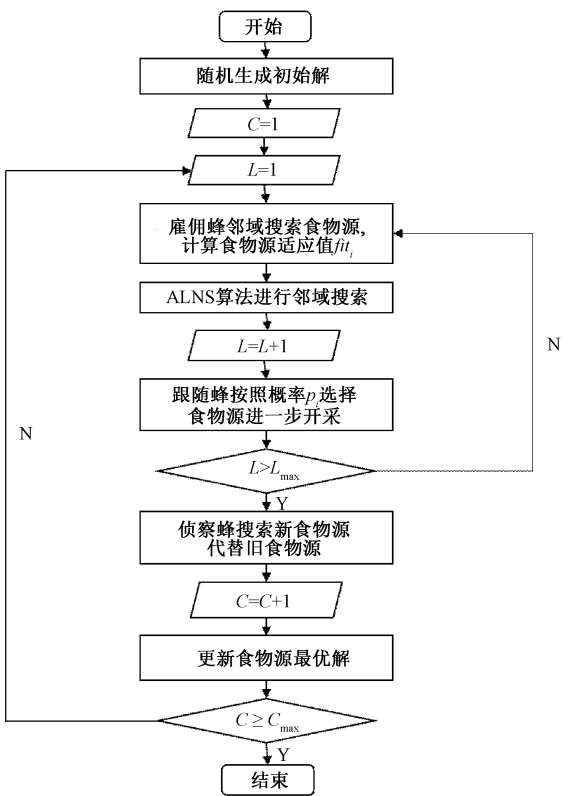 开始
随机生成初始解
C=1
L=1
雇佣蜂邻域搜索食物源,
计算食物源适应值fitᵢ
ALNS算法进行邻域搜索
L=L+1
N
跟随蜂按照概率pᵢ选择
食物源进一步开采
N
L>Lmax
Y
侦察蜂搜索新食物源
代替旧食物源
C=C+1
更新食物源最优解
C≥Cmax
Y
结束